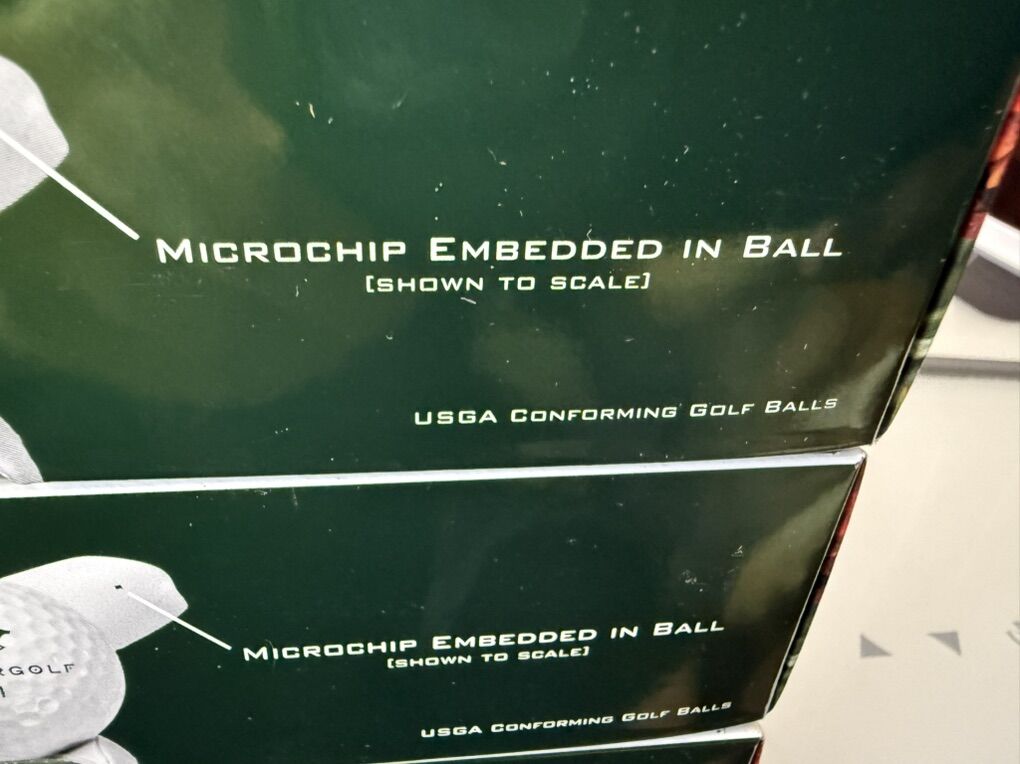 Microchip Embedded in Ball
[shown to scale]
USGA Conforming Golf Balls
Microchip Embedded in Ball
[shown to scale]
USGA Conforming Golf Balls